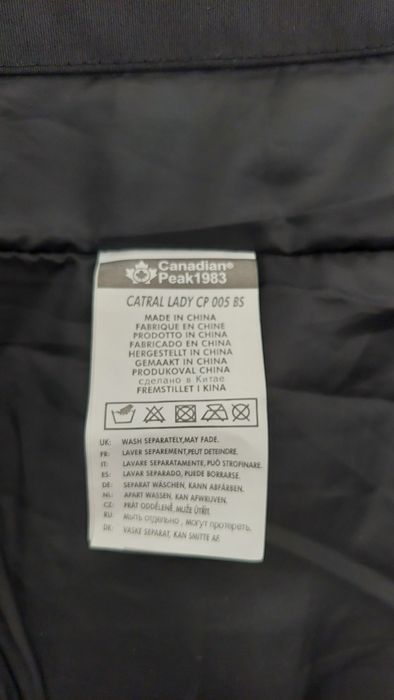 Canadian®
Peak1983
CATRAL LADY CP 005 BS
MADE IN CHINA
FABRIQUE EN CHINE
PRODOTTO IN CHINA
FABRICADO EN CHINA
HERGESTELLT IN CHINA
GEMAAKT IN CHINA
PRODUKOVAL CHINA
сделано в Китае
FREMSTILLET I KINA
UK: WASH SEPARATELY,MAY FADE.
FR: LAVER SEPAREMENT,PEUT DETEINDRE.
IT: LAVARE SEPARATAMENTE, PUÒ STROFINARE.
ES: LAVAR SEPARADO, PUEDE BORRARSE.
DE: SEPARAT WÄSCHEN, KANN ABFÄRBEN.
NL: APART WASSEN, KAN AFWRIJVEN.
CZ: PRÁT ODDĚLENĚ, MUŽE ÚTŘÍT.
RU: Мыть отдельно, могут протереть.
DK: VASKE SEPARAT, KAN SMITTE AF.